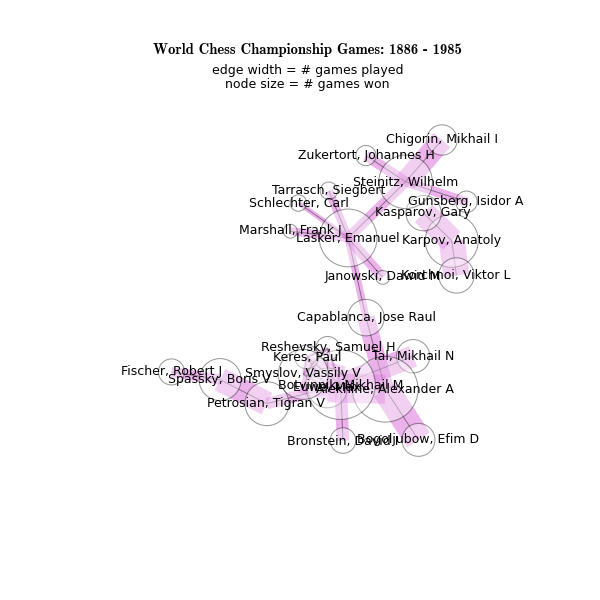 World Chess Championship Games: 1886 - 1985
edge width = # games played
node size = # games won
Chigorin, Mikhail I
Zukertort, Johannes H
Steinitz, Wilhelm
Tarrasch, Siegbert
Gunsberg, Isidor A
Schlechter, Carl
Kasparov, Gary
Marshall, Frank J
Lasker, Emanuel
Karpov, Anatoly
Janowski, Dawid M
Korchnoi, Viktor L
Capablanca, Jose Raul
Reshevsky, Samuel H
Keres, Paul
Tal, Mikhail N
Fischer, Robert J
Smyslov, Vassily V
Spassky, Boris V
Botvinnik, Mikhail M
Euwe, Max
Alekhine, Alexander A
Petrosian, Tigran V
Bronstein, David I
Bogoljubow, Efim D